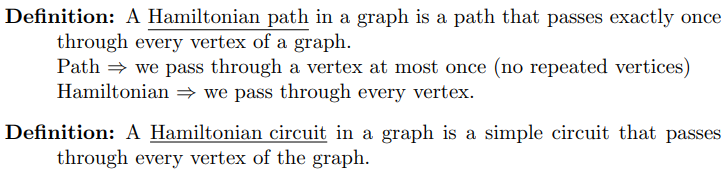 Definition: A Hamiltonian path in a graph is a path that passes exactly once
through every vertex of a graph.
Path ⇒ we pass through a vertex at most once (no repeated vertices)
Hamiltonian ⇒ we pass through every vertex.
Definition: A Hamiltonian circuit in a graph is a simple circuit that passes
through every vertex of the graph.